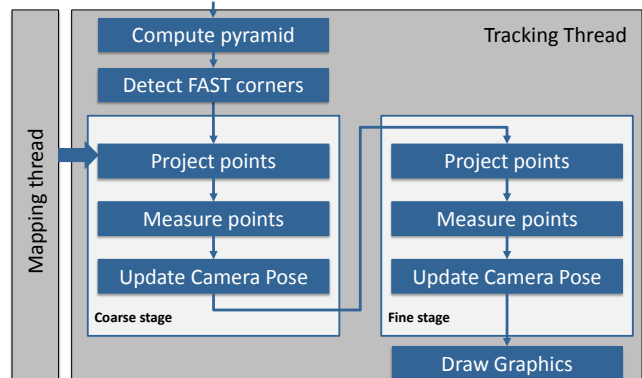 Mapping thread
Tracking Thread
Compute pyramid
Detect FAST corners
Project points
Measure points
Update Camera Pose
Coarse stage
Project points
Measure points
Update Camera Pose
Fine stage
Draw Graphics